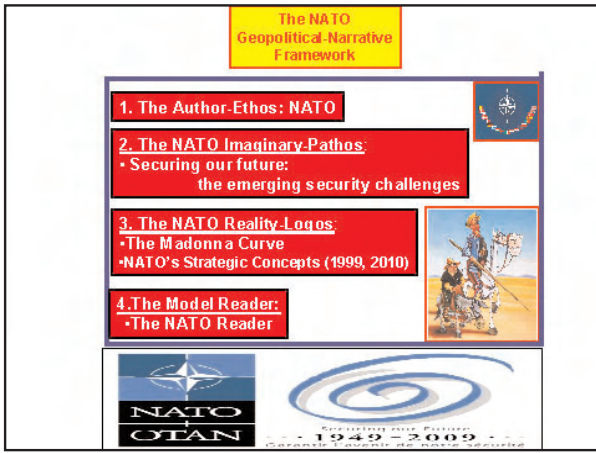 The NATO
Geopolitical-Narrative
Framework
1. The Author-Ethos: NATO
2. The NATO Imaginary-Pathos:
• Securing our future:
the emerging security challenges
3. The NATO Reality-Logos:
•The Madonna Curve
•NATO's Strategic Concepts (1999, 2010)
4.The Model Reader:
•The NATO Reader
NATO
OTAN
Securing our Future
1949-2009
Garantir l'avenir de notre sécurité